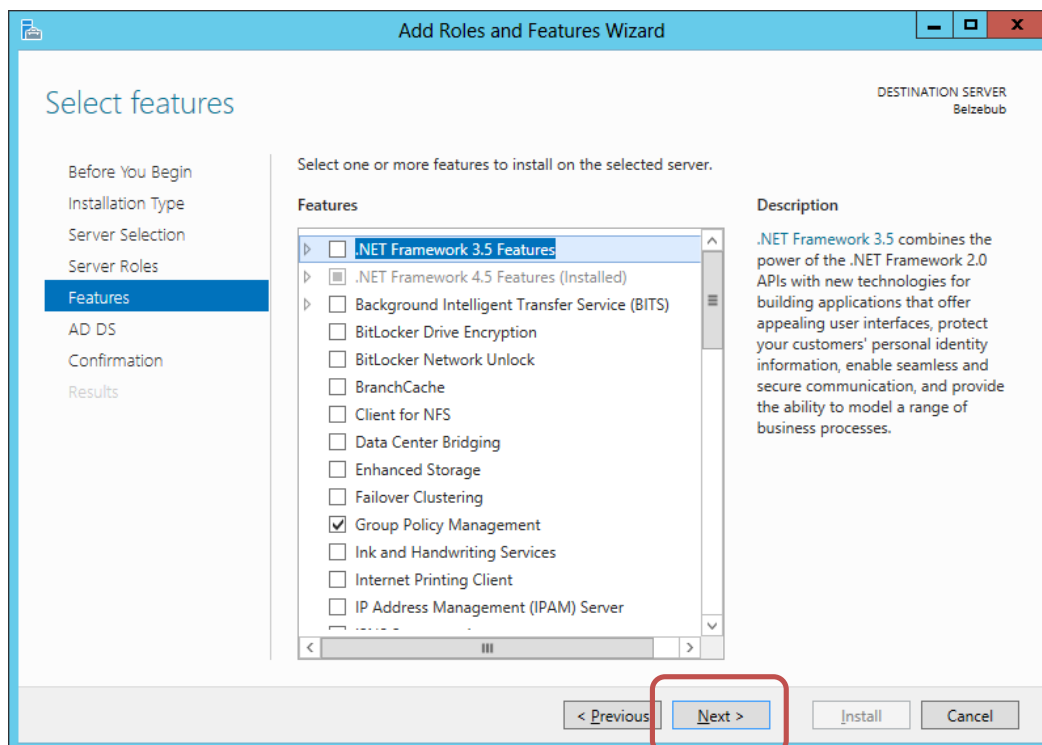 Add Roles and Features Wizard
Select features
DESTINATION SERVER
Belzebub
Before You Begin
Installation Type
Server Selection
Server Roles
Features
AD DS
Confirmation
Results
Select one or more features to install on the selected server.
Features
.NET Framework 3.5 Features
.NET Framework 4.5 Features (Installed)
Background Intelligent Transfer Service (BITS)
BitLocker Drive Encryption
BitLocker Network Unlock
BranchCache
Client for NFS
Data Center Bridging
Enhanced Storage
Failover Clustering
Group Policy Management
Ink and Handwriting Services
Internet Printing Client
IP Address Management (IPAM) Server
Description
.NET Framework 3.5 combines the
power of the .NET Framework 2.0
APIs with new technologies for
building applications that offer
appealing user interfaces, protect
your customers' personal identity
information, enable seamless and
secure communication, and provide
the ability to model a range of
business processes.
< Previous
Next >
Install
Cancel